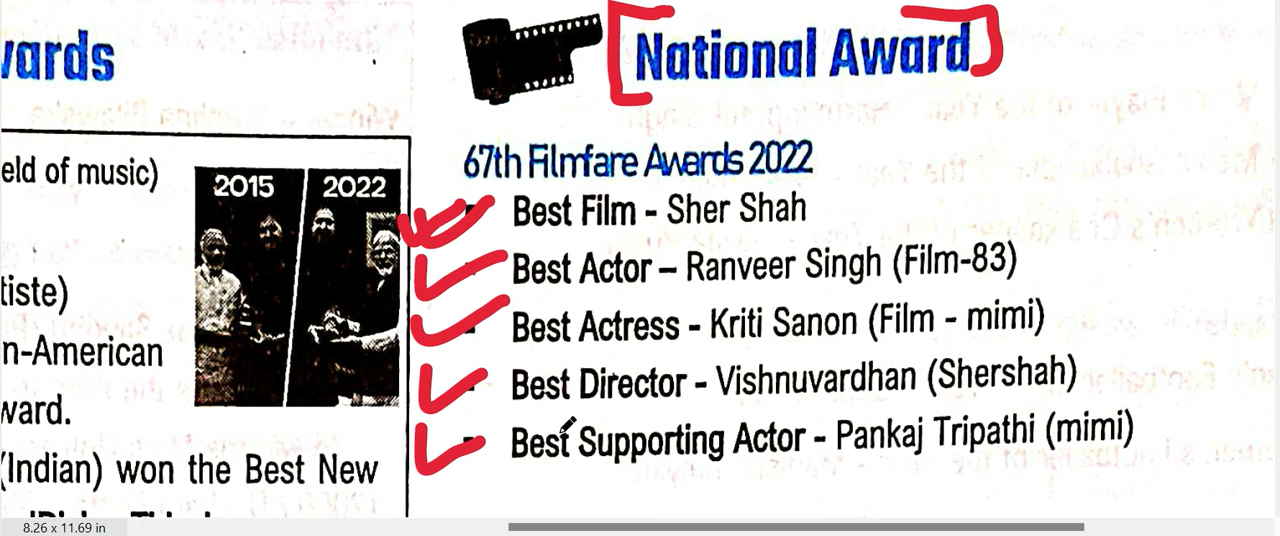 wards
eld of music)
2015 2022
tiste)
n-American
ward.
(Indian) won the Best New
National Award
67th Filmfare Awards 2022
Best Film - Sher Shah
Best Actor – Ranveer Singh (Film-83)
Best Actress - Kriti Sanon (Film - mimi)
Best Director - Vishnuvardhan (Shershah)
Best Supporting Actor - Pankaj Tripathi (mimi)
8.26 x 11.69 in